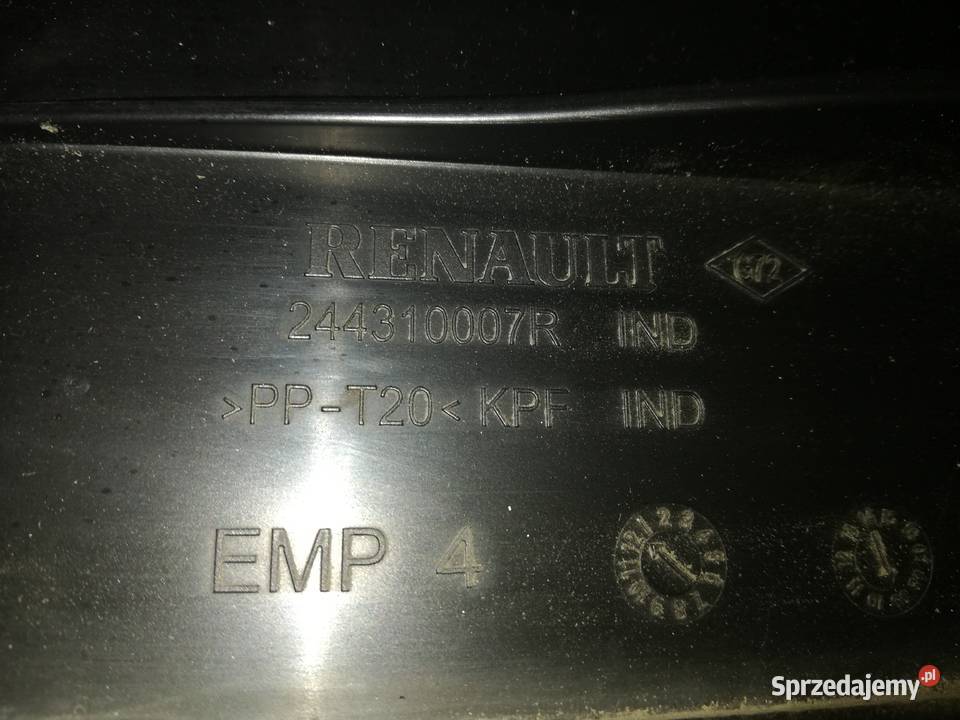 RENAULT
244310007R IND
>PP-T20< KPF IND
EMP 4
Sprzedajemy.pl